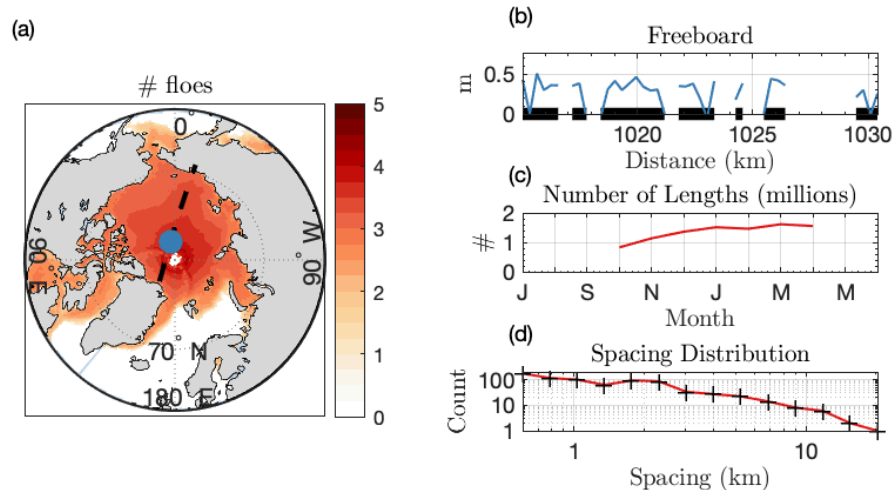 (a)
# floes
0
90 E
90 W
70 N
180 E
5
4
3
2
1
0
(b)
Freeboard
m
0.5
0
1020 1025 1030
Distance (km)
(c)
Number of Lengths (millions)
#
2
1
0
J S N J M M
Month
(d)
Spacing Distribution
Count
100
10
1
1 10
Spacing (km)